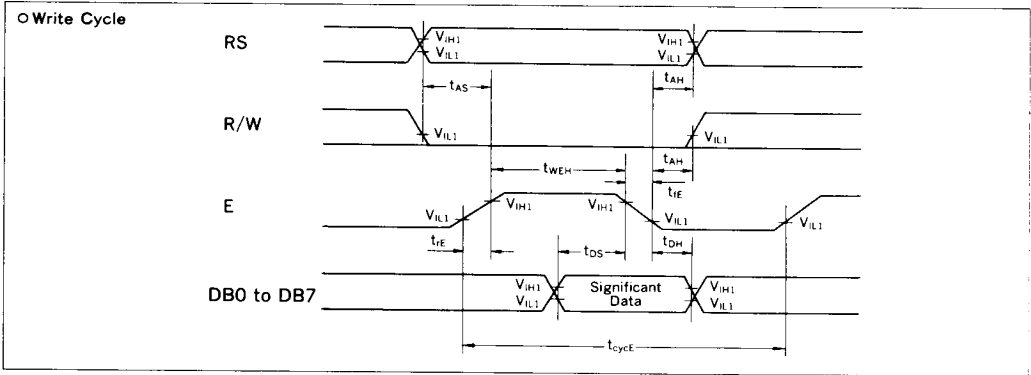 ○ Write Cycle
RS
VIH1
VIL1
VIH1
VIL1
tAS
tAH
R/W
VIL1
VIL1
tWEH
tAH
tfE
E
VIL1
VIH1
VIH1
VIL1
VIL1
trE
tDS
tDH
DB0 to DB7
VIH1
VIL1
Significant
Data
VIH1
VIL1
tcycE